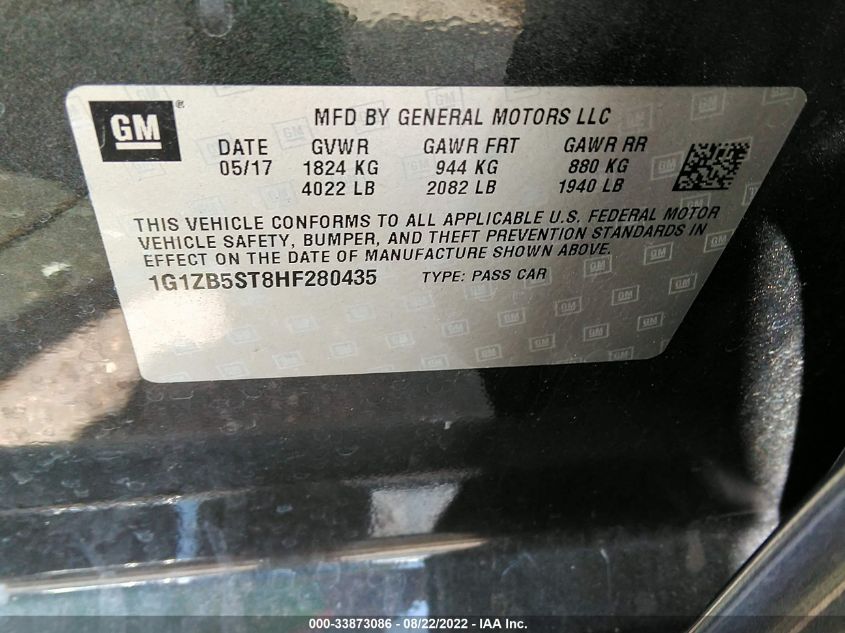 GM ®
MFD BY GENERAL MOTORS LLC
DATE GVWR GAWR FRT GAWR RR
05/17 1824 KG 944 KG 880 KG
4022 LB 2082 LB 1940 LB
THIS VEHICLE CONFORMS TO ALL APPLICABLE U.S. FEDERAL MOTOR
VEHICLE SAFETY, BUMPER, AND THEFT PREVENTION STANDARDS IN
EFFECT ON THE DATE OF MANUFACTURE SHOWN ABOVE.
1G1ZB5ST8HF280435 TYPE: PASS CAR
000-33873086 - 08/22/2022 - IAA Inc.